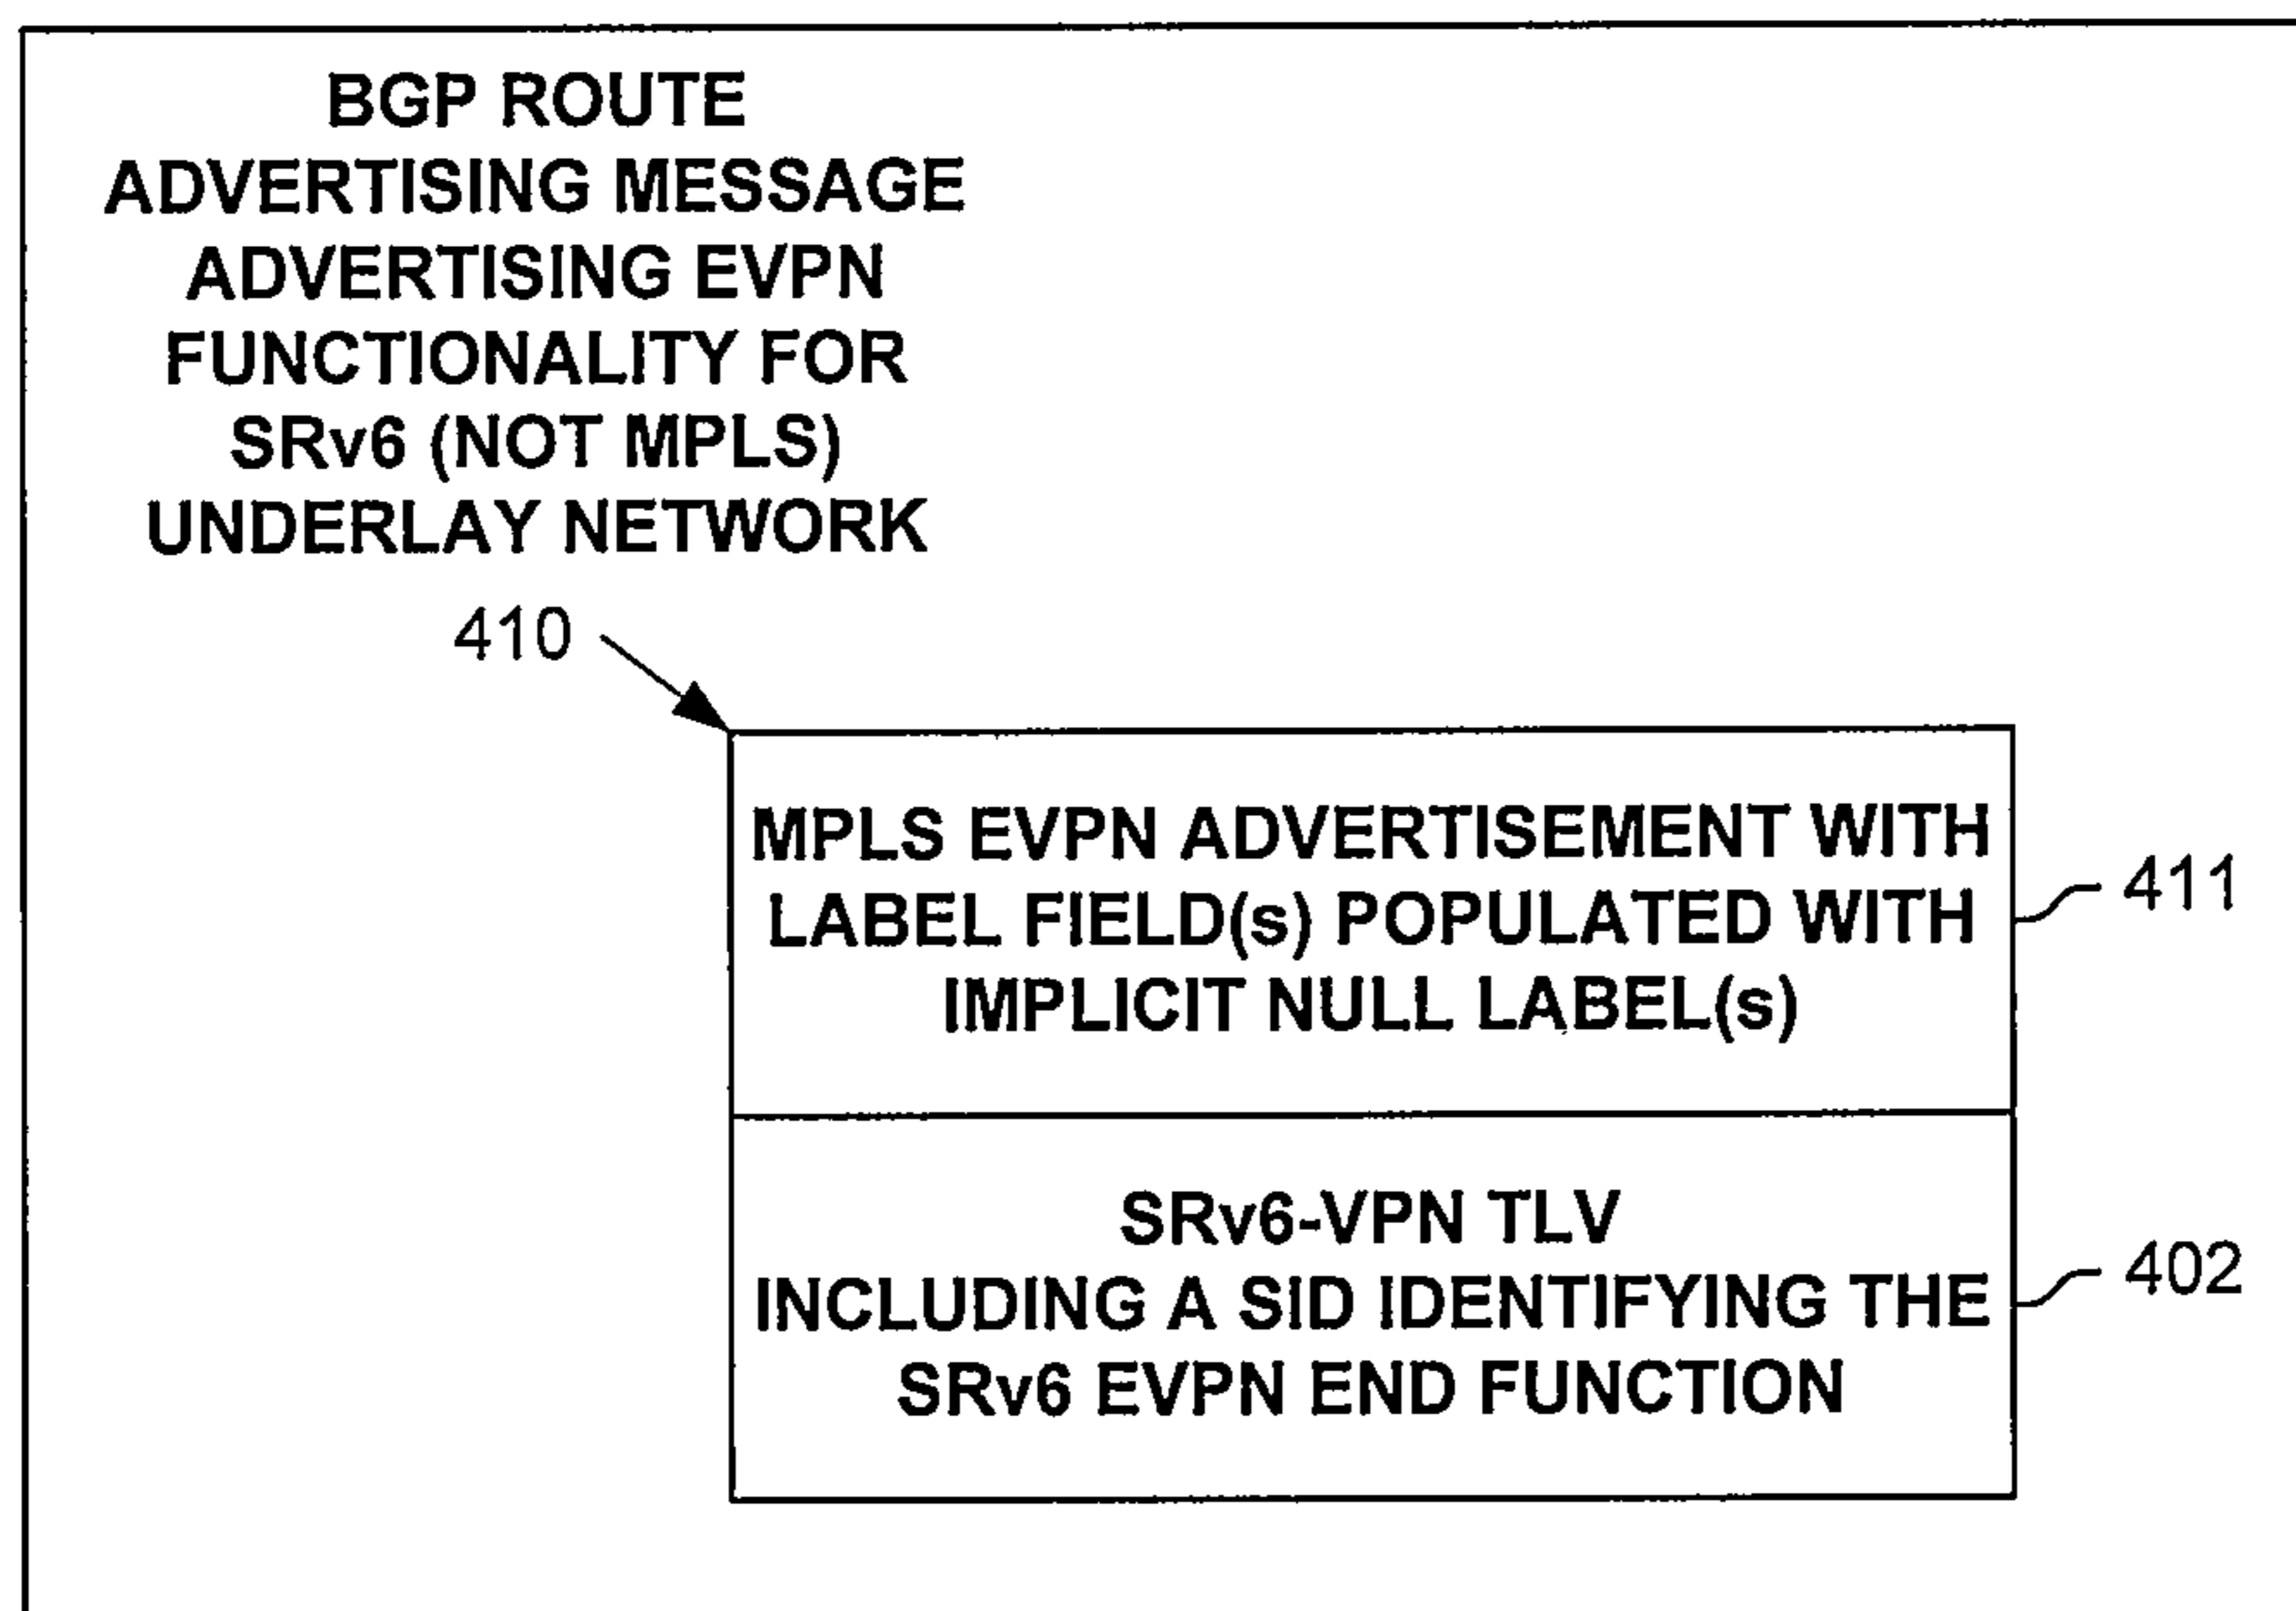 BGP ROUTE
ADVERTISING MESSAGE
ADVERTISING EVPN
FUNCTIONALITY FOR
SRv6 (NOT MPLS)
UNDERLAY NETWORK
410
MPLS EVPN ADVERTISEMENT WITH
LABEL FIELD(s) POPULATED WITH
IMPLICIT NULL LABEL(s)
411
SRv6-VPN TLV
INCLUDING A SID IDENTIFYING THE
SRv6 EVPN END FUNCTION
402